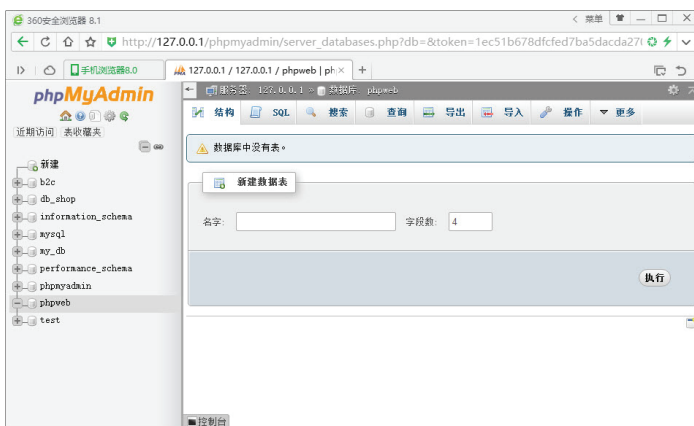 360安全浏览器 8.1
菜单
http://127.0.0.1/phpmyadmin/server_databases.php?db=&token=1ec51b678dfcfed7ba5dacda27
手机浏览器8.0
127.0.0.1 / 127.0.0.1 / phpweb | ph
phpMyAdmin
近期访问 表收藏夹
新建
b2c
db_shop
information_schema
mysql
my_db
performance_schema
phpmyadmin
phpweb
test
服务器: 127.0.0.1 » 数据库: phpweb
结构 SQL 搜索 查询 导出 导入 操作 更多
数据库中没有表。
新建数据表
名字: 字段数: 4
执行
控制台